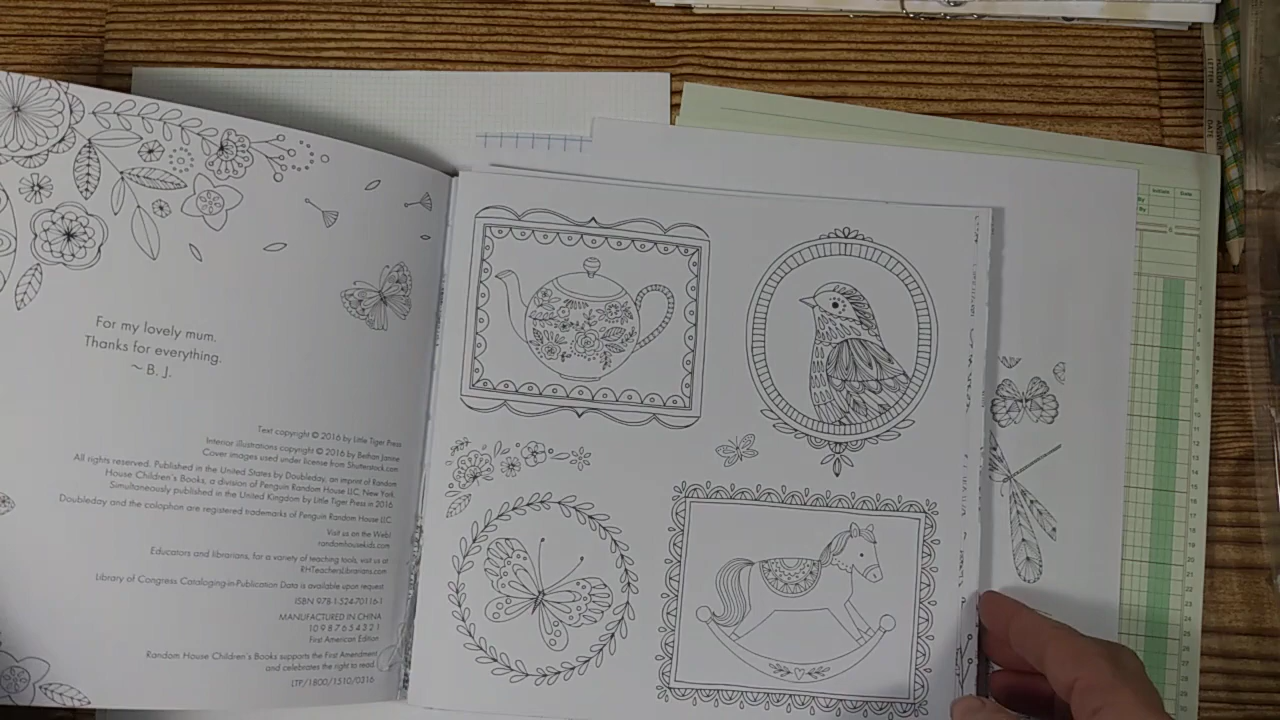 For my lovely mum.
Thanks for everything.
~ B. J.
Text copyright © 2016 by Little Tiger Press
Interior illustrations copyright © 2016 by Bethan Janine
Cover images used under license from Shutterstock.com
All rights reserved. Published in the United States by Doubleday, an imprint of Random
House Children's Books, a division of Penguin Random House LLC, New York.
Simultaneously published in the United Kingdom by Little Tiger Press in 2016.
Doubleday and the colophon are registered trademarks of Penguin Random House LLC.
Visit us on the Web!
randomhousekids.com
Educators and librarians, for a variety of teaching tools, visit us at
RHTeachersLibrarians.com
Library of Congress Cataloging-in-Publication Data is available upon request.
ISBN 978-1-524-70116-1
MANUFACTURED IN CHINA
10 9 8 7 6 5 4 3 2 1
First American Edition
Random House Children's Books supports the First Amendment
and celebrates the right to read.
LTP/1800/1510/0316
Initials
Date
By
By
LETTER
DATE